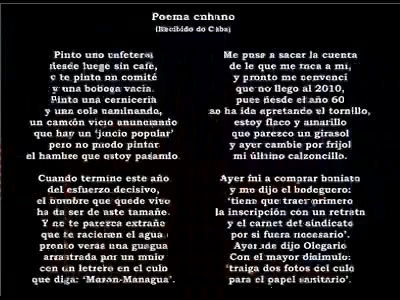 Poema cubano
(Recibido de Cuba)
Pinto una cafetera
desde luego sin café,
y te pinto un comité
y una bodega vacía.
Pinto una carnicería
y una cola caminando,
un camión viejo anunciando
que hay un 'juicio popular'
pero no puedo pintar
el hambre que estoy pasando.
Cuando termine este año
del esfuerzo decisivo,
el hombre que quede vivo
ha de ser de este tamaño.
Y no te parezca extraño
que te racionen el agua
pronto verás una guagua
arrastrada por un mulo
con un letrero en el culo
que diga: 'Maron-Managua'.
Me puse a sacar la cuenta
de lo que me toca a mi,
y pronto me convencí
que no llego al 2010,
pues desde el año 60
se ha ido apretando el tornillo,
estoy flaco y amarillo
que parezco un girasol
y ayer cambie por frijol
mi último calzoncillo.
Ayer fui a comprar boniato
y me dijo el bodeguero:
'tiene que traer primero
la inscripción con un retrato
y el carnet del sindicato
por si fuera necesario'.
Ayer me dijo Olegario
Con el mayor disimulo:
'traiga dos fotos del culo
para el papel sanitario'.